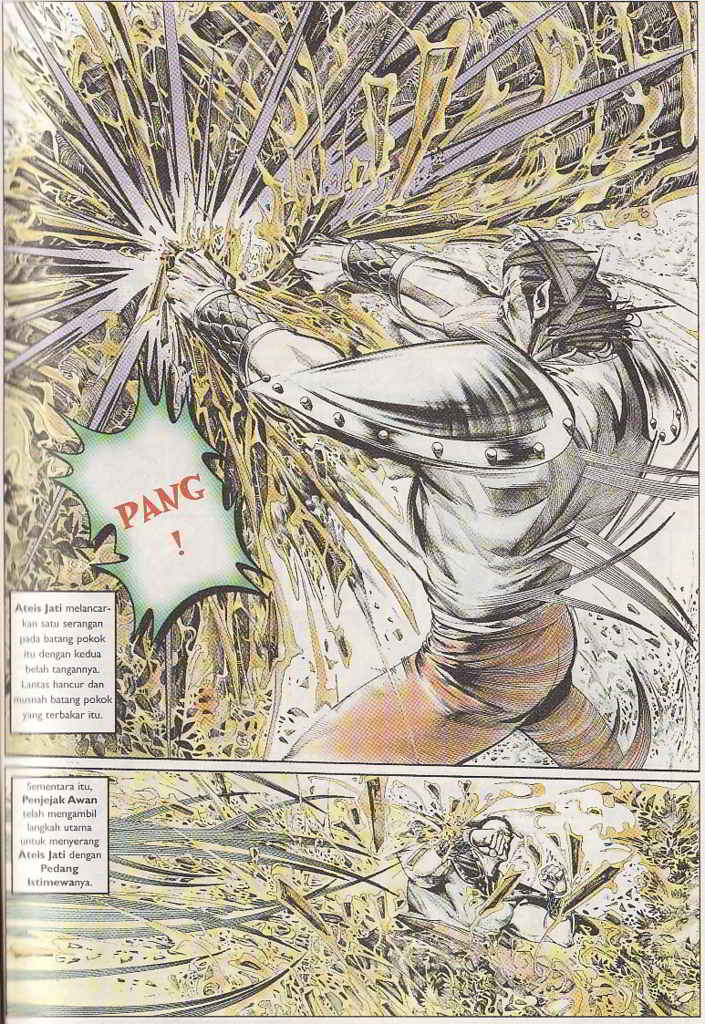 PANG
!
Ateis Jati melancar-
kan satu serangan
pada batang pokok
itu dengan kedua
belah tangannya.
Lantas hancur dan
musnah batang pokok
yang terbakar itu.
Sementara itu,
Penjejak Awan
telah mengambil
langkah utama
untuk menyerang
Ateis Jati dengan
Pedang
Istimewanya.